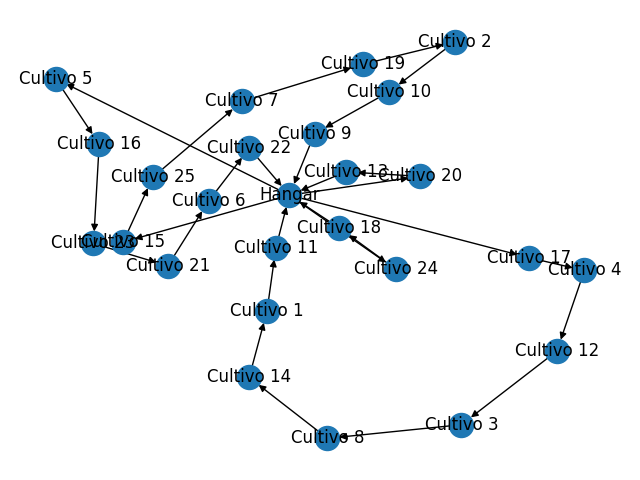 Cultivo 2
Cultivo 19
Cultivo 5
Cultivo 10
Cultivo 7
Cultivo 9
Cultivo 16
Cultivo 22
Cultivo 13
Cultivo 20
Cultivo 25
Hangar
Cultivo 6
Cultivo 18
Cultivo 23
Cultivo 15
Cultivo 11
Cultivo 17
Cultivo 21
Cultivo 24
Cultivo 4
Cultivo 1
Cultivo 12
Cultivo 14
Cultivo 3
Cultivo 8